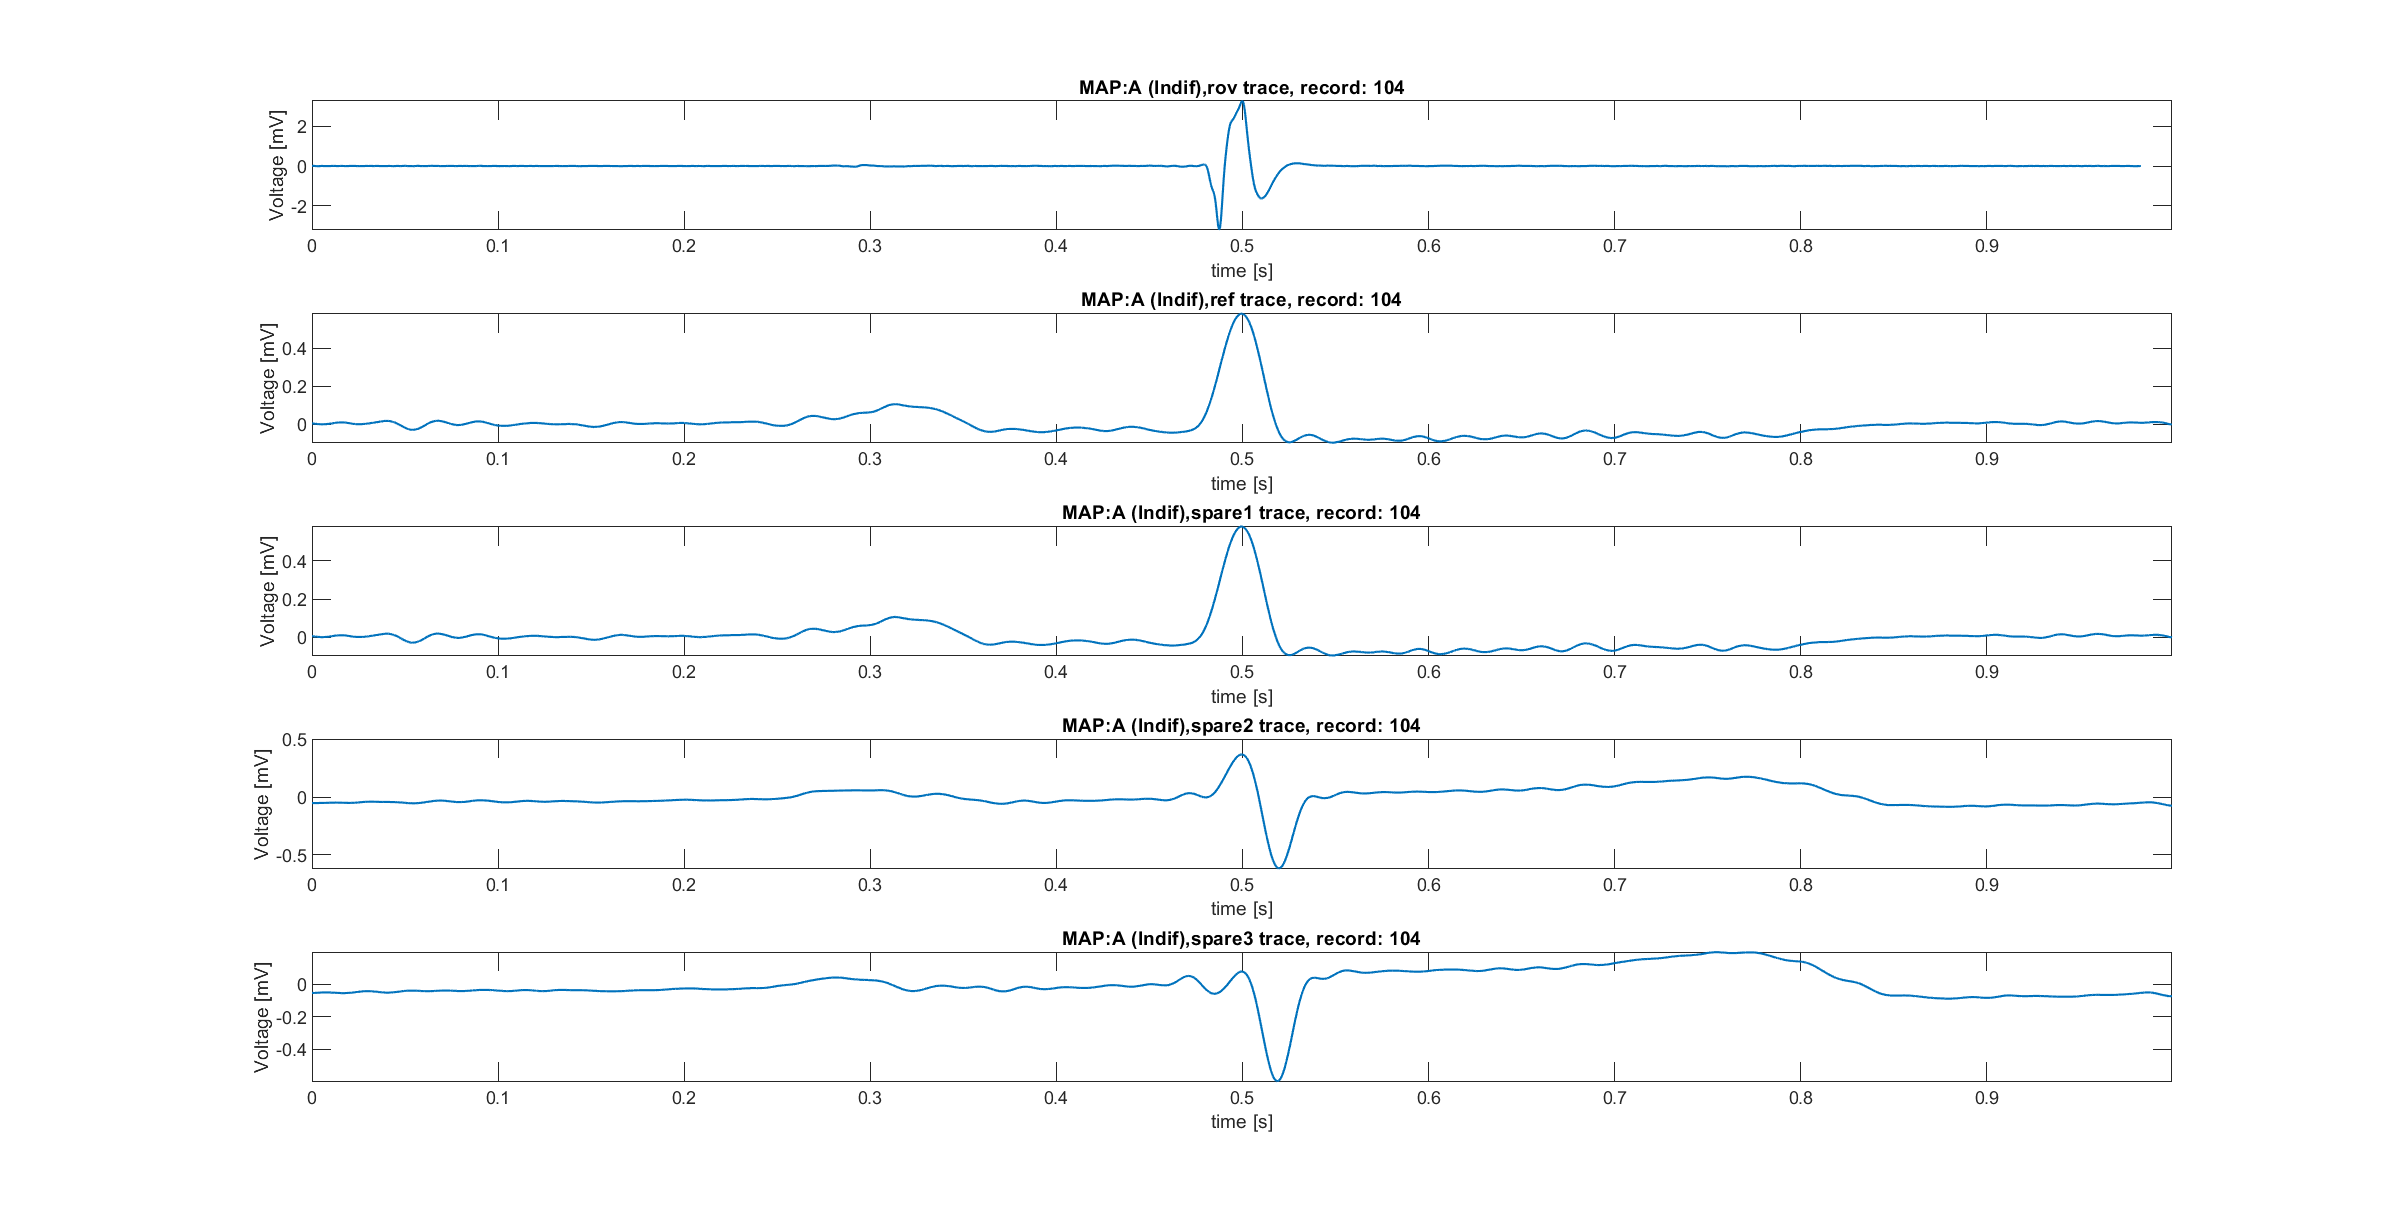 MAP:A (Indif),rov trace, record: 104
Voltage [mV]
2
0
-2
0 0.1 0.2 0.3 0.4 0.5 0.6 0.7 0.8 0.9
time [s]
MAP:A (Indif),ref trace, record: 104
Voltage [mV]
0.4
0.2
0
0 0.1 0.2 0.3 0.4 0.5 0.6 0.7 0.8 0.9
time [s]
MAP:A (Indif),spare1 trace, record: 104
Voltage [mV]
0.4
0.2
0
0 0.1 0.2 0.3 0.4 0.5 0.6 0.7 0.8 0.9
time [s]
MAP:A (Indif),spare2 trace, record: 104
Voltage [mV]
0.5
0
-0.5
0 0.1 0.2 0.3 0.4 0.5 0.6 0.7 0.8 0.9
time [s]
MAP:A (Indif),spare3 trace, record: 104
Voltage [mV]
0
-0.2
-0.4
0 0.1 0.2 0.3 0.4 0.5 0.6 0.7 0.8 0.9
time [s]